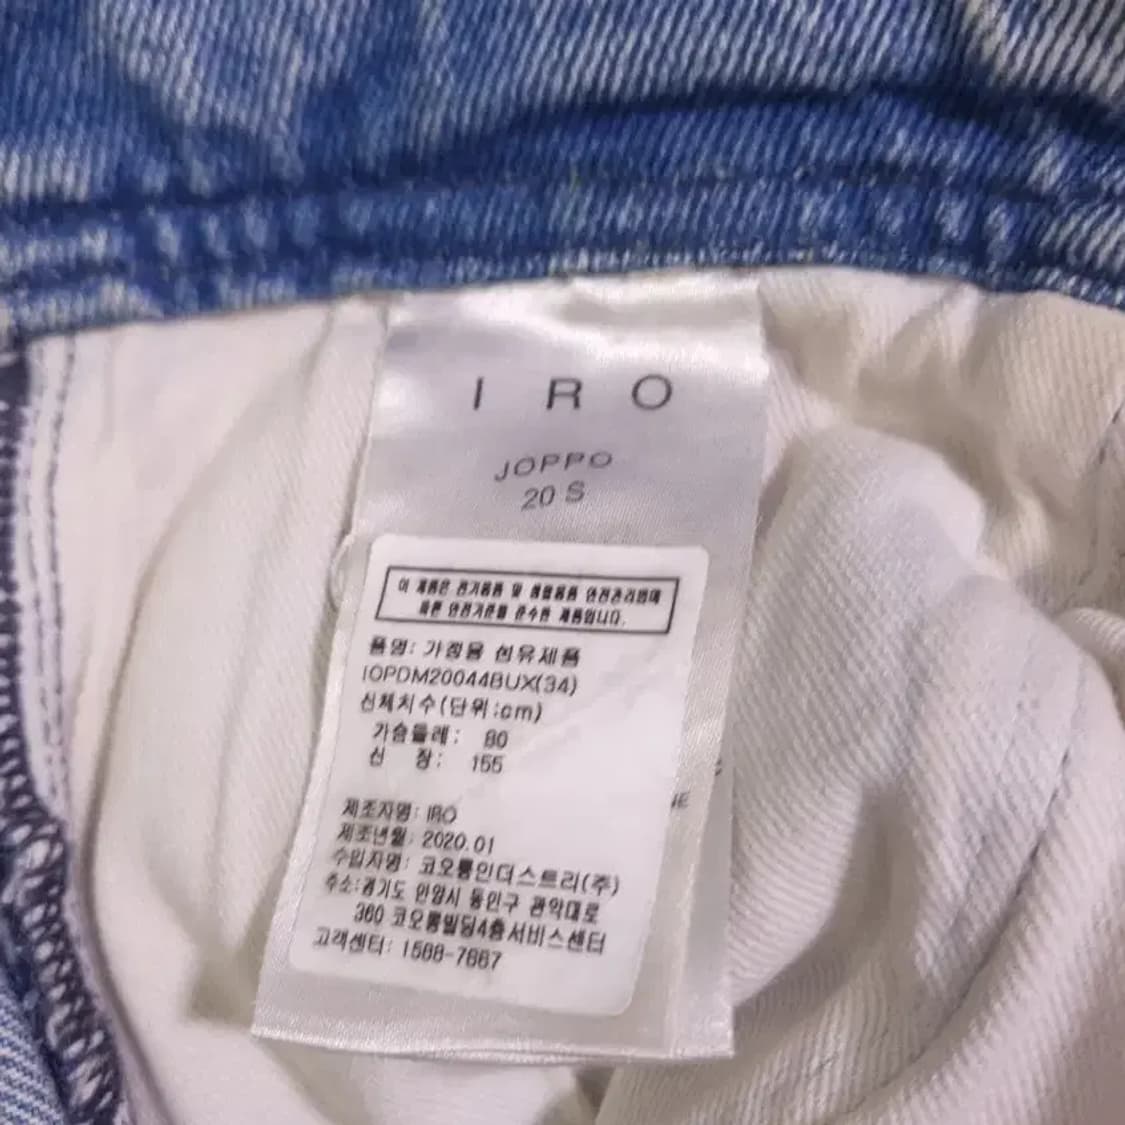 IRO
JOPPO
20 S
이 제품은 전기용품 및 생활용품 안전관리법에
따른 안전기준을 준수한 제품입니다.
품명: 가정용 섬유제품
IOPDM20044BUX(34)
신체치수(단위:cm)
가슴둘레: 80
신 장: 155
제조자명: IRO
제조년월: 2020.01
수입자명: 코오롱인더스트리(주)
주소:경기도 안양시 동안구 관악대로
360 코오롱빌딩4층서비스센터
고객센터: 1588-7667